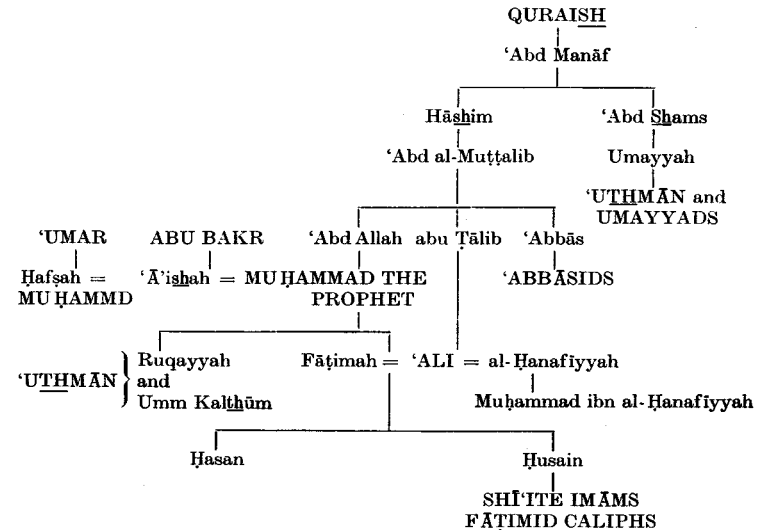 QURAISH
‘Abd Manāf
Hāshim ‘Abd Shams
‘Abd al-Muṭṭalib Umayyah
‘UTHMĀN and
UMAYYADS
‘UMAR ABU BAKR ‘Abd Allah abu Ṭālib ‘Abbās
Ḥafṣah = ‘Ā’ishah = MUḤAMMAD THE ‘ABBĀSIDS
MUḤAMMD PROPHET
Ruqayyah Fāṭimah = ‘ALI = al-Ḥanafiyyah
‘UTHMĀN } and
Umm Kalthūm Muḥammad ibn al-Ḥanafiyyah
Ḥasan Ḥusain
SHĪ‘ITE IMĀMS
FĀṬIMID CALIPHS